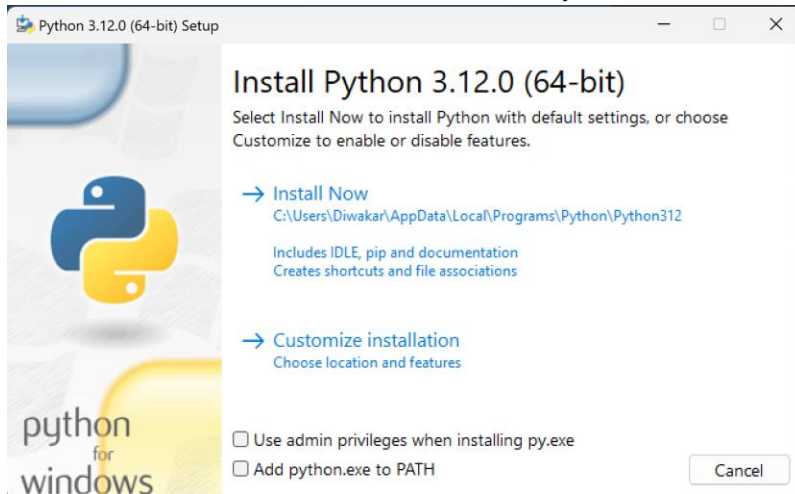 Python 3.12.0 (64-bit) Setup
Install Python 3.12.0 (64-bit)
Select Install Now to install Python with default settings, or choose
Customize to enable or disable features.
→ Install Now
C:\Users\Diwakar\AppData\Local\Programs\Python\Python312
Includes IDLE, pip and documentation
Creates shortcuts and file associations
→ Customize installation
Choose location and features
python
for
windows
Use admin privileges when installing py.exe
Add python.exe to PATH
Cancel